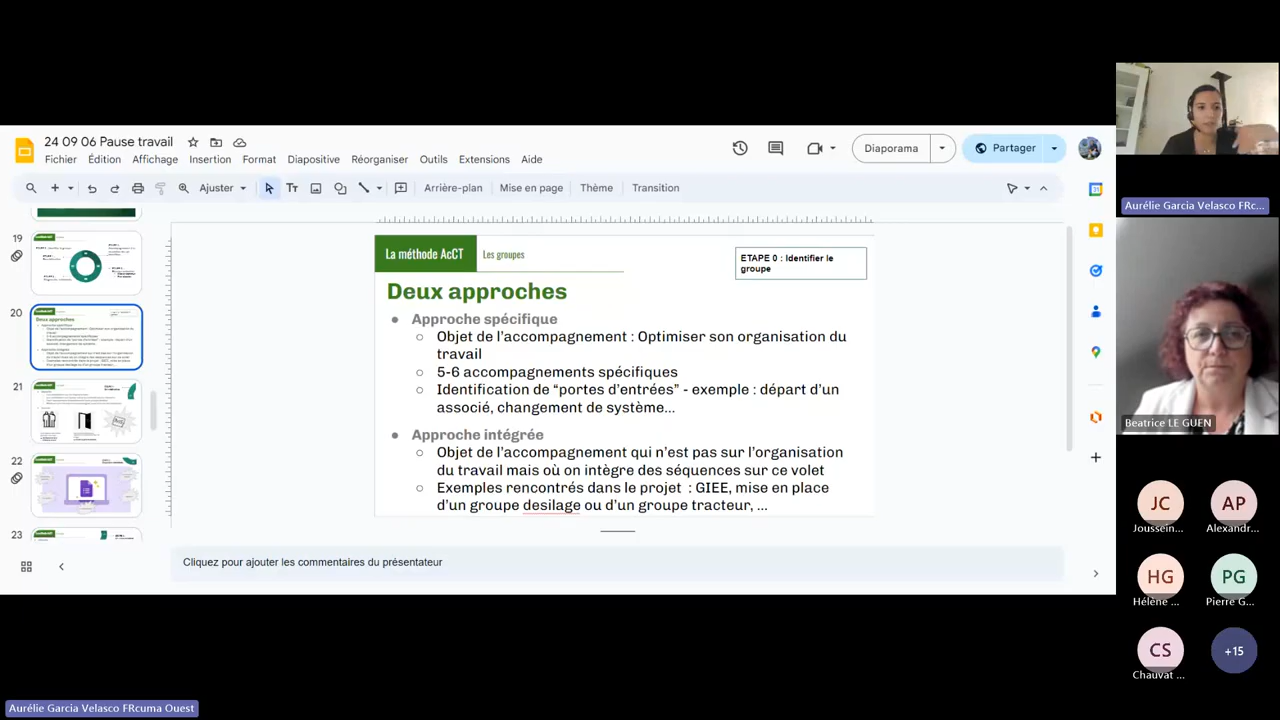 24 09 06 Pause travail
Fichier Édition Affichage Insertion Format Diapositive Réorganiser Outils Extensions Aide
Diaporama
Partager
Ajuster
Arrière-plan Mise en page Thème Transition
19
20
21
22
23
La méthode AcCT
Les groupes
ETAPE 0 : Identifier le
groupe
Deux approches
● Approche spécifique
○ Objet de l’accompagnement : Optimiser son organisation du
travail
○ 5-6 accompagnements spécifiques
○ Identification de “portes d’entrées” - exemple : départ d’un
associé, changement de système...
● Approche intégrée
○ Objet de l’accompagnement qui n’est pas sur l’organisation
du travail mais où on intègre des séquences sur ce volet
○ Exemples rencontrés dans le projet : GIEE, mise en place
d’un groupe desilage ou d’un groupe tracteur, ...
Cliquez pour ajouter les commentaires du présentateur
Aurélie Garcia Velasco FRc...
Beatrice LE GUEN
JC
Joussein...
AP
Alexandr...
HG
Hélène ...
PG
Pierre G...
CS
Chauvat ...
+15
Aurélie Garcia Velasco FRcuma Ouest